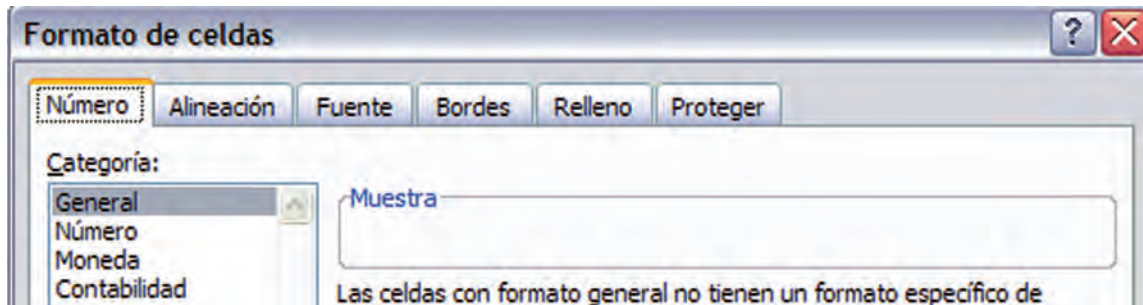 Formato de celdas
?
Número Alineación Fuente Bordes Relleno Proteger
Categoría:
General
Número
Moneda
Contabilidad
Muestra
Las celdas con formato general no tienen un formato específico de